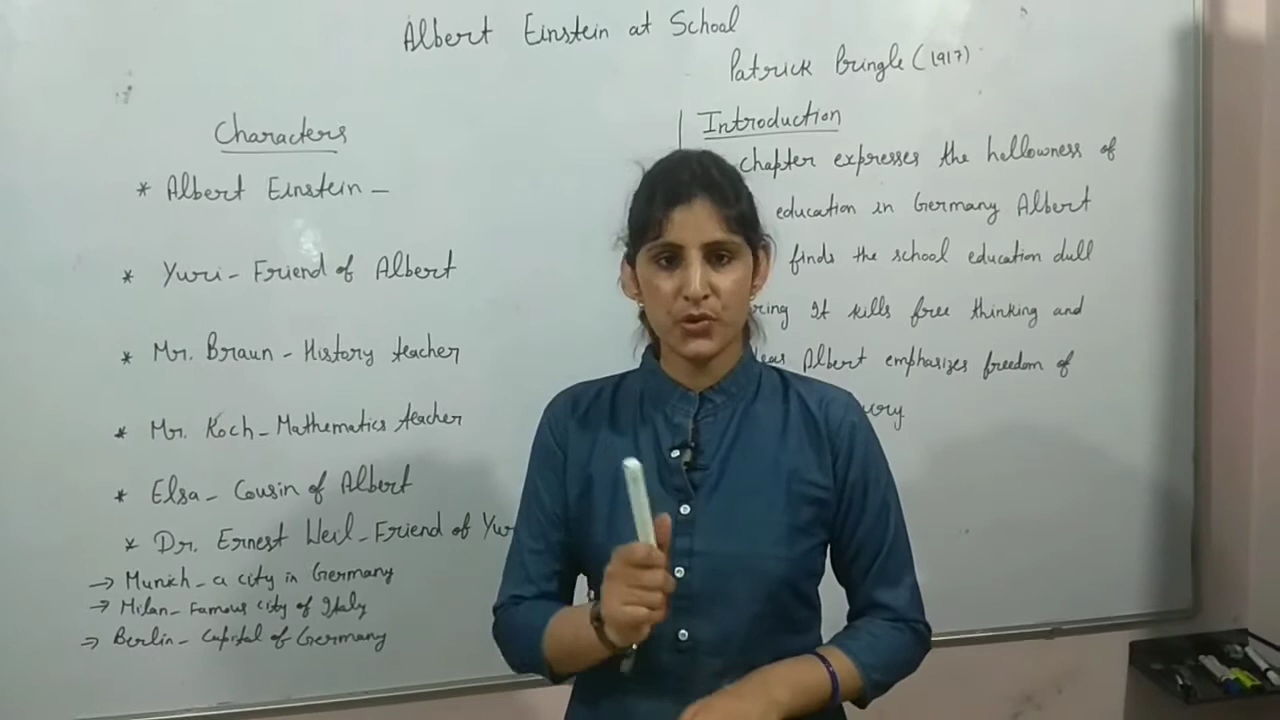 Albert Einstein at School
Patrick Pringle (1917)
Characters
* Albert Einstein -
* Yuri - Friend of Albert
* Mr. Braun - History teacher
* Mr. Koch - Mathematics teacher
* Elsa - Cousin of Albert
* Dr. Ernest Weil - Friend of Yur
→ Munich - a city in Germany
→ Milan - Famous city of Italy
→ Berlin - Capital of Germany
Introduction
chapter expresses the hollowness of
education in Germany Albert
finds the school education dull
ring It kills free thinking and
deas Albert emphasizes freedom of